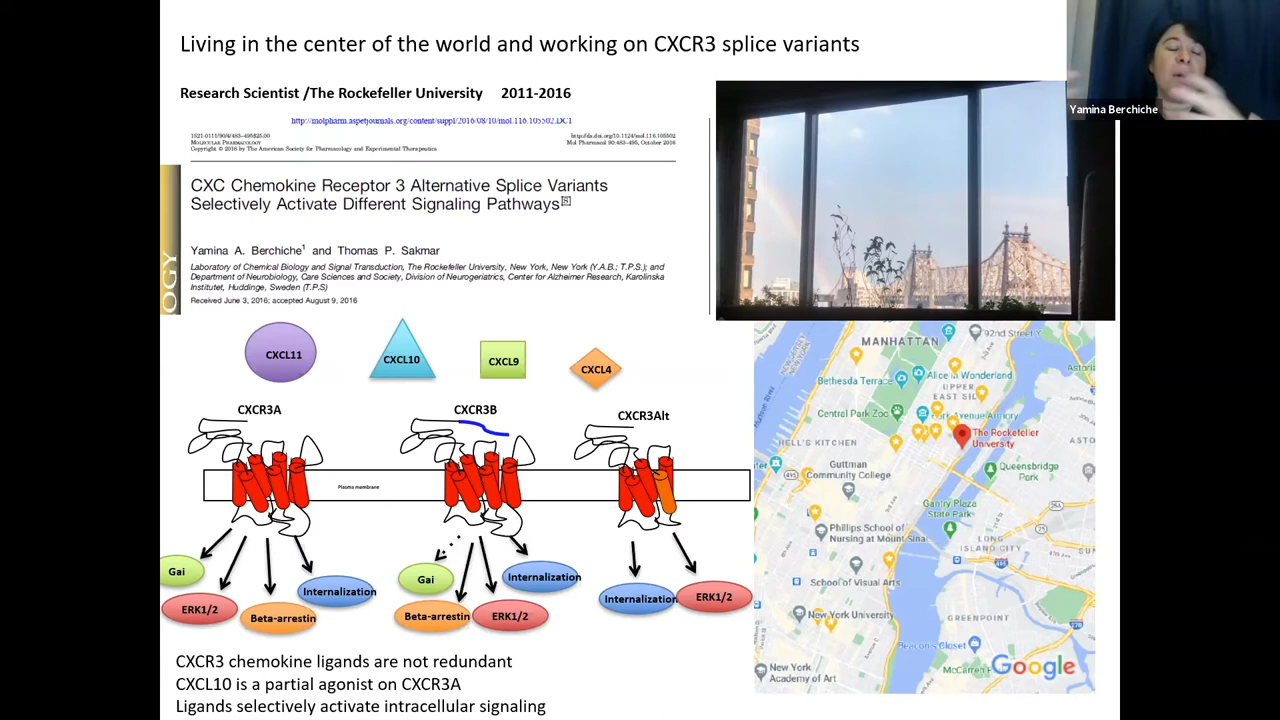 Living in the center of the world and working on CXCR3 splice variants
Yamina Berchiche
Research Scientist /The Rockefeller University 2011-2016
http://molpharm.aspetjournals.org/content/suppl/2016/08/10/mol.116.105502.DC1
1521-0111/90/4/483–495$25.00
MOLECULAR PHARMACOLOGY
Copyright © 2016 by The American Society for Pharmacology and Experimental Therapeutics
http://dx.doi.org/10.1124/mol.116.105502
Mol Pharmacol 90:483–495, October 2016
CXC Chemokine Receptor 3 Alternative Splice Variants
Selectively Activate Different Signaling Pathways[S]
OGY
Yamina A. Berchiche1 and Thomas P. Sakmar
Laboratory of Chemical Biology and Signal Transduction, The Rockefeller University, New York, New York (Y.A.B.; T.P.S.); and
Department of Neurobiology, Care Sciences and Society, Division of Neurogeriatrics, Center for Alzheimer Research, Karolinska
Institutet, Huddinge, Sweden (T.P.S)
Received June 3, 2016; accepted August 9, 2016
CXCL11
CXCL10
CXCL9
CXCL4
CXCR3A
CXCR3B
CXCR3Alt
Plasma membrane
Gai
ERK1/2
Beta-arrestin
Internalization
Gai
Beta-arrestin
ERK1/2
Internalization
Internalization
ERK1/2
CXCR3 chemokine ligands are not redundant
CXCL10 is a partial agonist on CXCR3A
Ligands selectively activate intracellular signaling
MANHATTAN
92nd Street Y
Astoria
Bethesda Terrace
Alice in Wonderland
UPPER
EAST SID
Central Park Zoo
Park Avenue Armory
The Rockefeller
University
HELL'S KITCHEN
ASTO
Hudson River
495
Guttman
Community College
Queensbridge
Park
Gantry Plaza
State Park
25A
Phillips School of
Nursing at Mount Sinai
LONG
ISLAND CITY
495
School of Visual Arts
New York University
GREENPOINT
278
Beacon's Closet
McCarren
New York
Academy of Art
Google